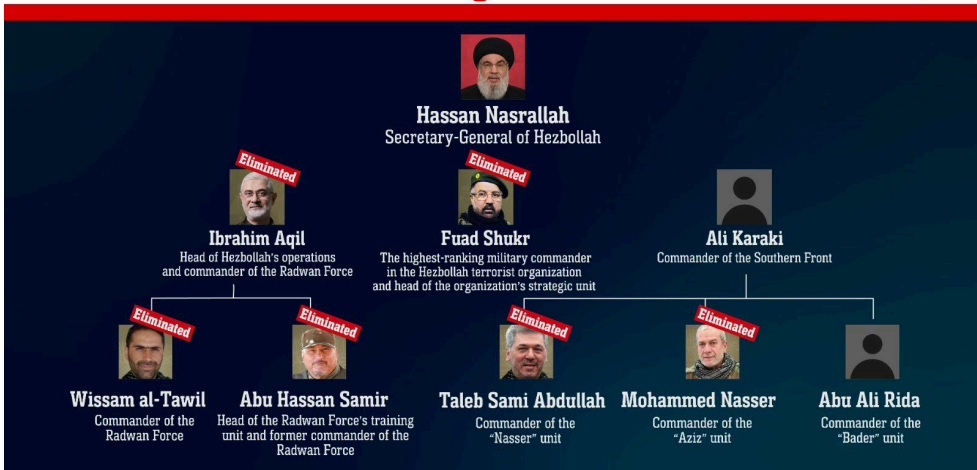 Hassan Nasrallah
Secretary-General of Hezbollah
Eliminated
Ibrahim Aqil
Head of Hezbollah's operations
and commander of the Radwan Force
Eliminated
Fuad Shukr
The highest-ranking military commander
in the Hezbollah terrorist organization
and head of the organization's strategic unit
Ali Karaki
Commander of the Southern Front
Eliminated
Wissam al-Tawil
Commander of the
Radwan Force
Eliminated
Abu Hassan Samir
Head of the Radwan Force's training
unit and former commander of the
Radwan Force
Eliminated
Taleb Sami Abdullah
Commander of the
"Nasser" unit
Eliminated
Mohammed Nasser
Commander of the
"Aziz" unit
Abu Ali Rida
Commander of the
"Bader" unit